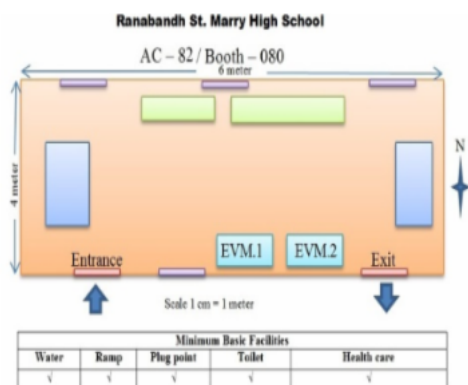 Ranabandh St. Marry High School
AC – 82 / Booth – 080
6 meter
4 meter
N
EVM.1 EVM.2
Entrance Exit
Scale 1 cm = 1 meter
Minimum Basic Facilities
Water Ramp Plug point Toilet Health care
√ √ √ √ √